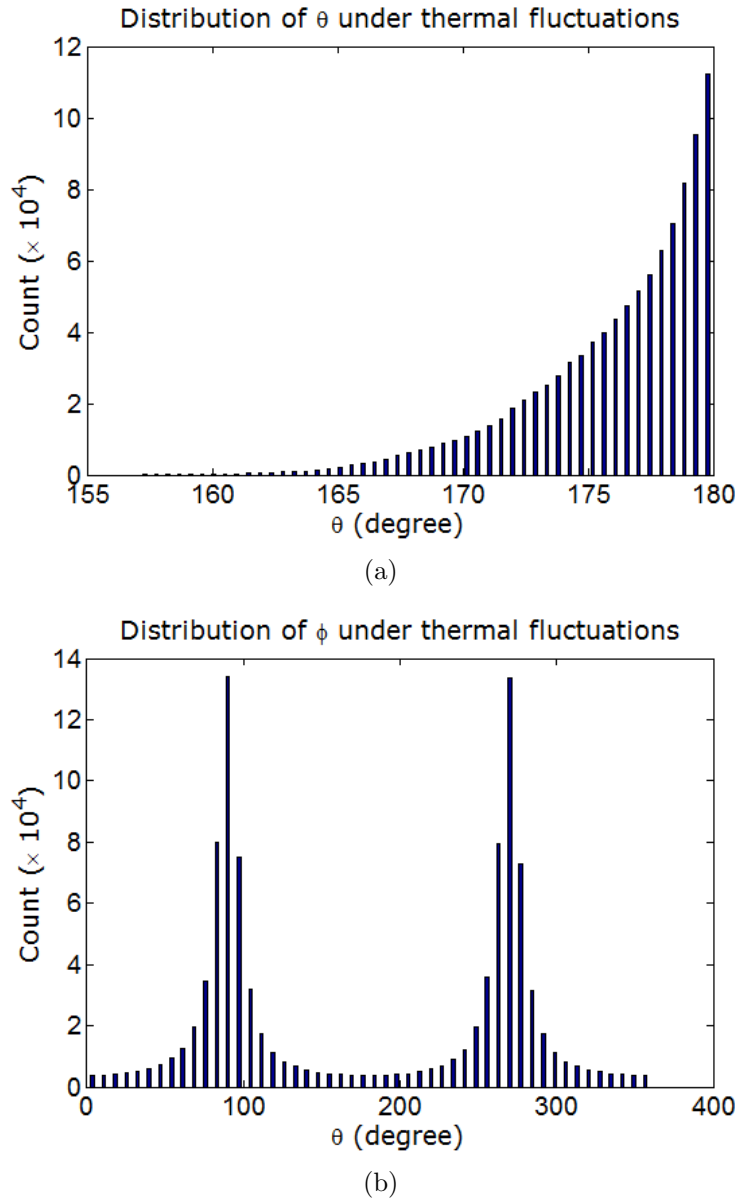 Distribution of θ under thermal fluctuations
12
10
8
6
4
2
0
Count (× 10⁴)
155 160 165 170 175 180
θ (degree)
(a)
Distribution of ϕ under thermal fluctuations
14
12
10
8
6
4
2
0
Count (× 10⁴)
0 100 200 300 400
θ (degree)
(b)